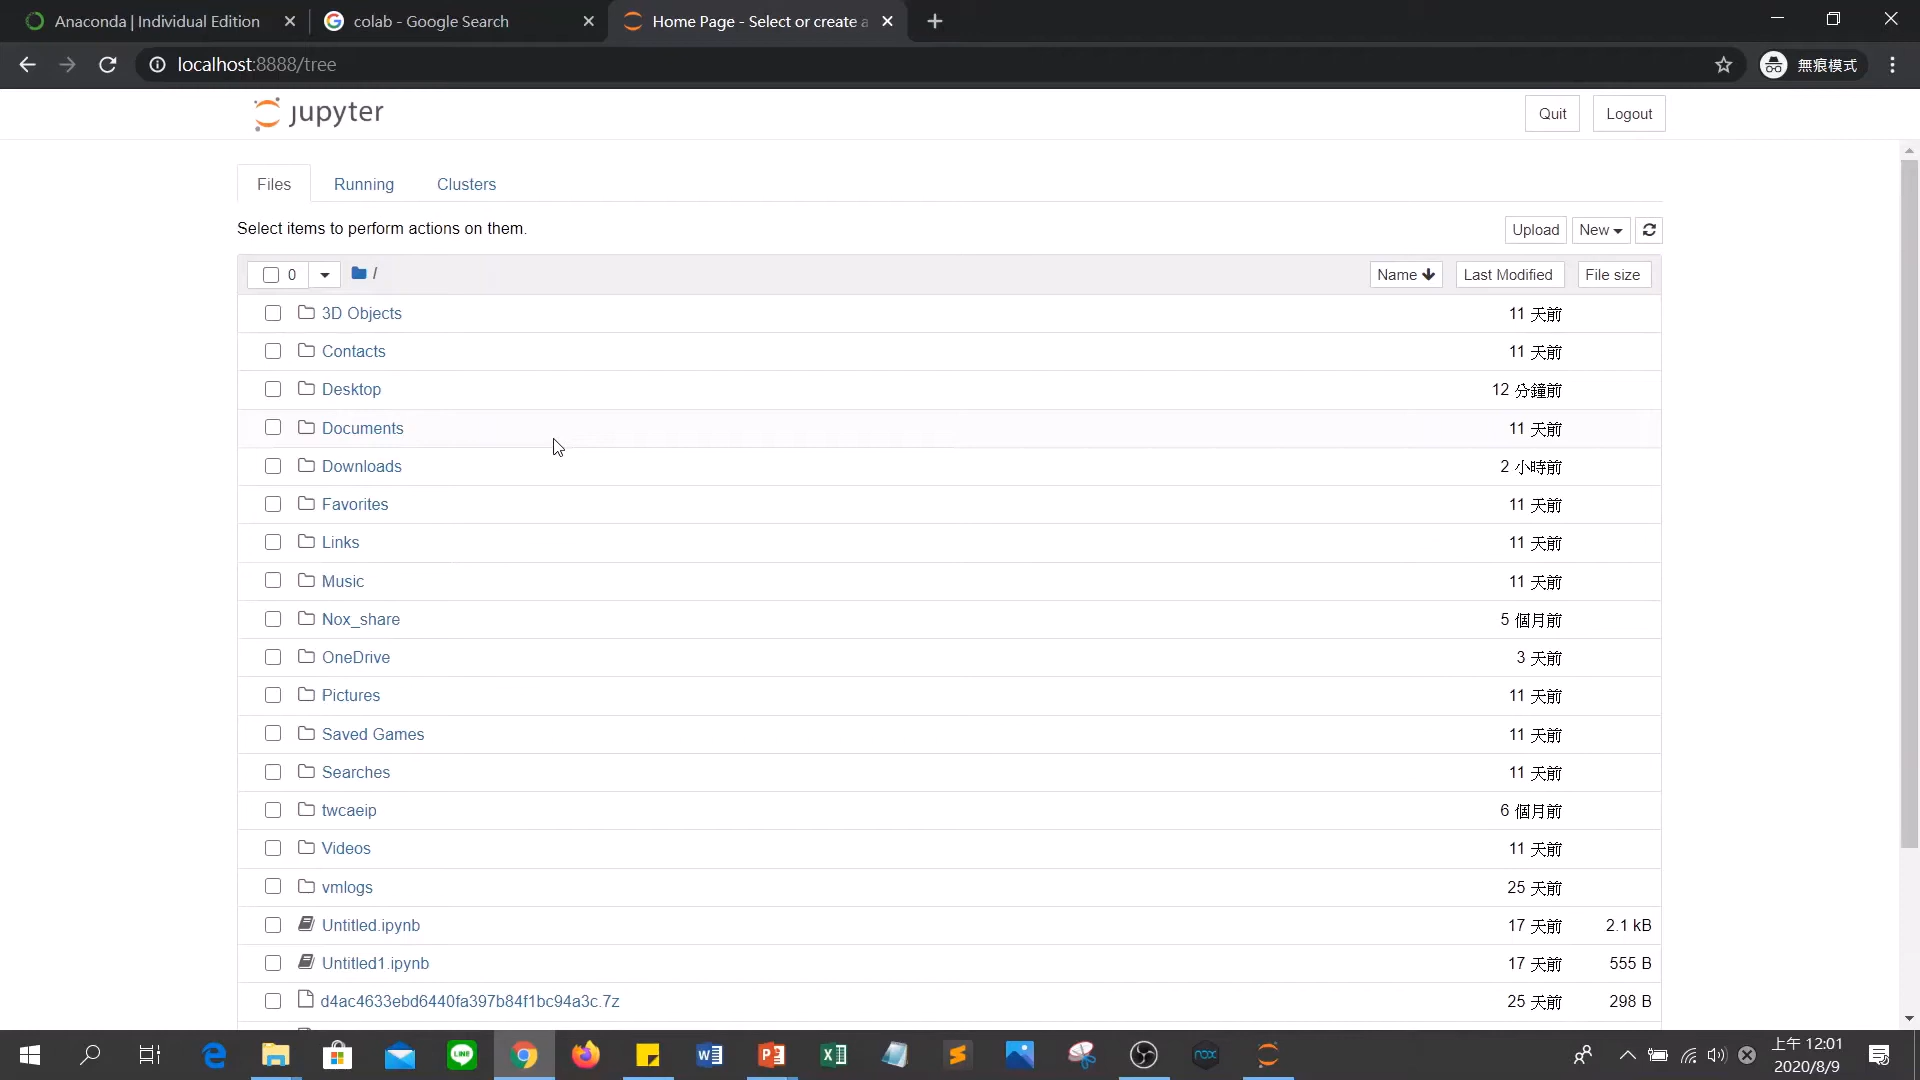 Anaconda | Individual Edition
colab - Google Search
Home Page - Select or create a
localhost:8888/tree
無痕模式
jupyter
Quit
Logout
Files
Running
Clusters
Select items to perform actions on them.
Upload
New
0
/
Name
Last Modified
File size
3D Objects 11 天前
Contacts 11 天前
Desktop 12 分鐘前
Documents 11 天前
Downloads 2 小時前
Favorites 11 天前
Links 11 天前
Music 11 天前
Nox_share 5 個月前
OneDrive 3 天前
Pictures 11 天前
Saved Games 11 天前
Searches 11 天前
twcaeip 6 個月前
Videos 11 天前
vmlogs 25 天前
Untitled.ipynb 17 天前 2.1 kB
Untitled1.ipynb 17 天前 555 B
d4ac4633ebd6440fa397b84f1bc94a3c.7z 25 天前 298 B
LINE
nox
上午 12:01
2020/8/9